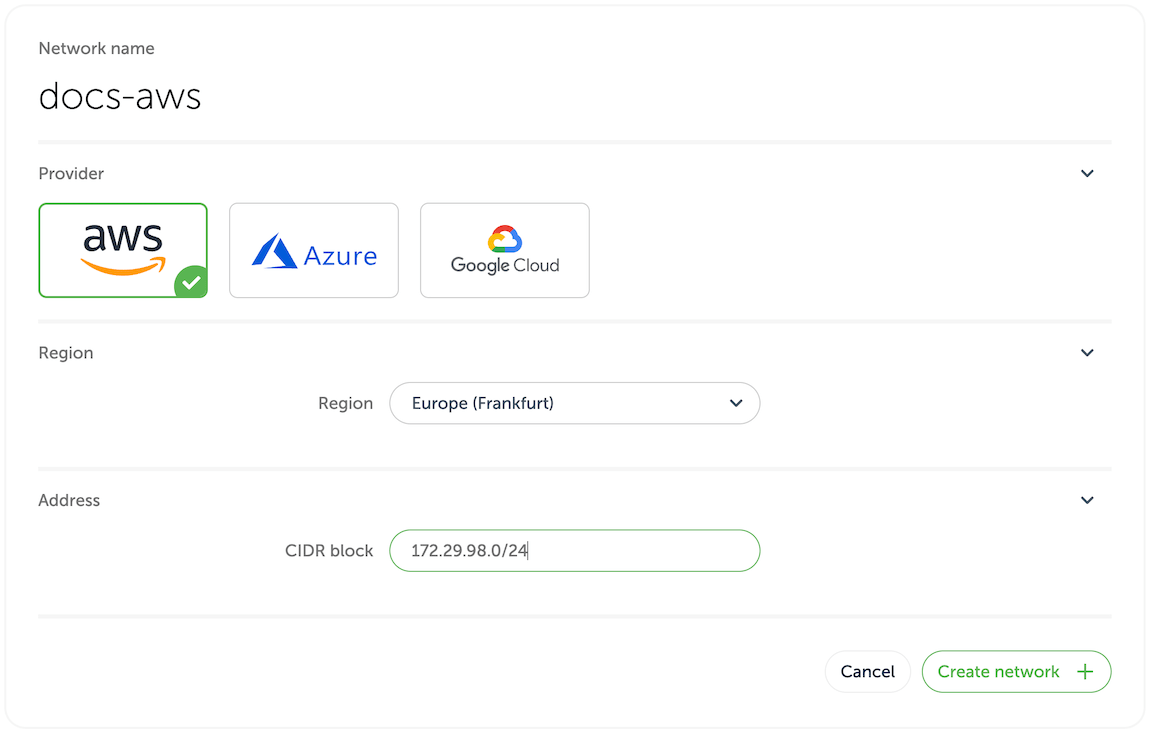 Network name
docs-aws
Provider
aws
Azure
Google Cloud
Region
Region Europe (Frankfurt)
Address
CIDR block 172.29.98.0/24
Cancel Create network +